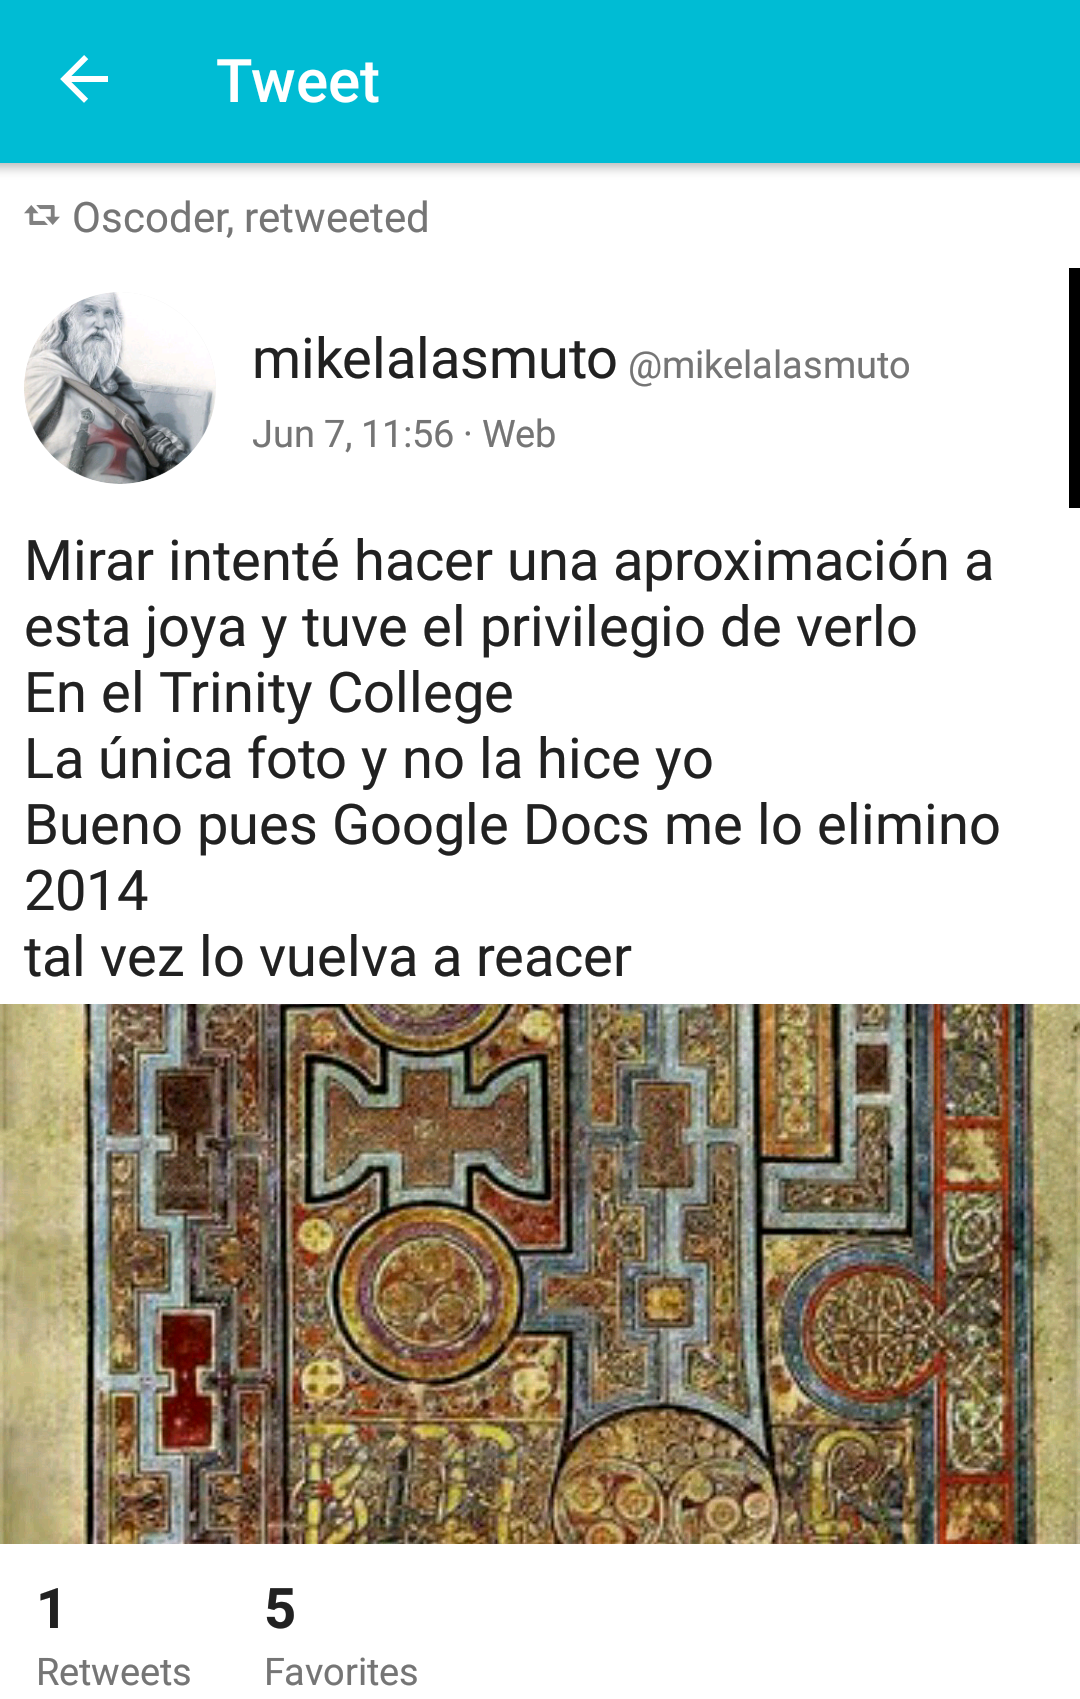 Tweet
Oscoder, retweeted
mikelalasmuto @mikelalasmuto
Jun 7, 11:56 · Web
Mirar intenté hacer una aproximación a
esta joya y tuve el privilegio de verlo
En el Trinity College
La única foto y no la hice yo
Bueno pues Google Docs me lo elimino
2014
tal vez lo vuelva a reacer
1 5
Retweets Favorites